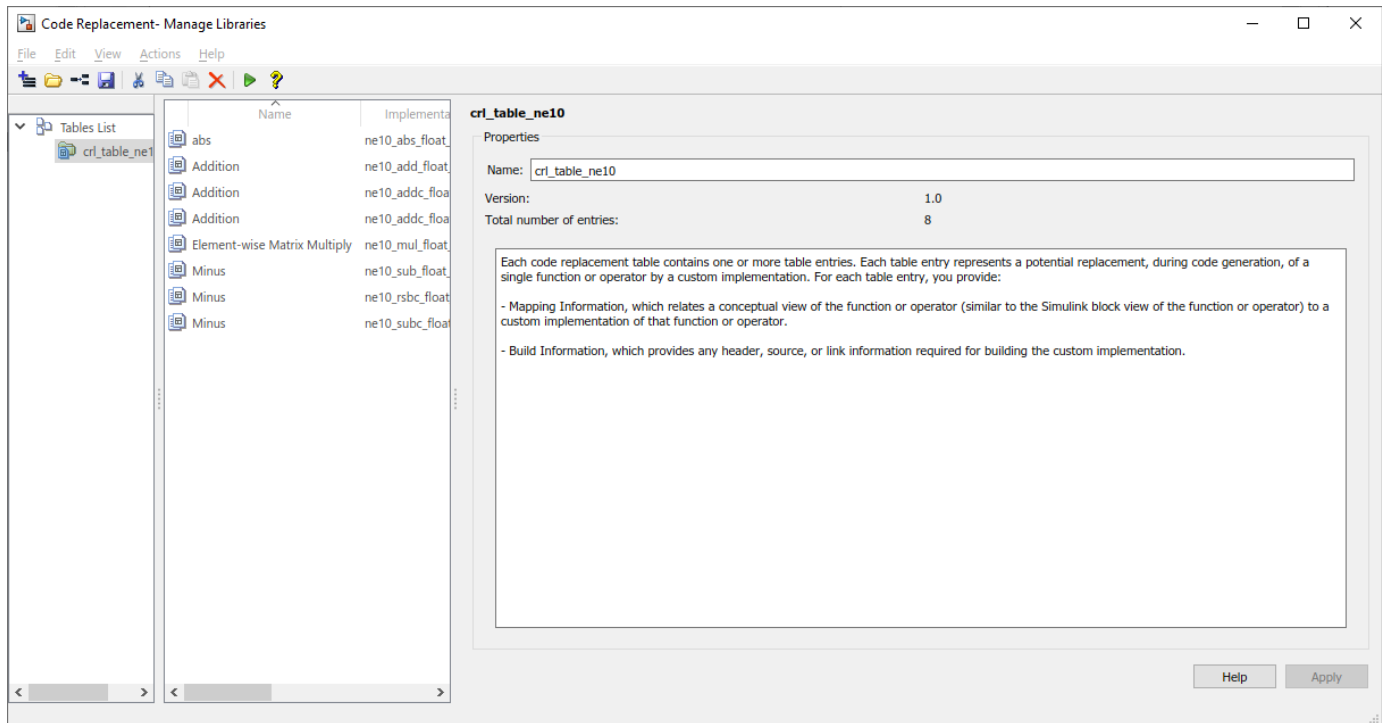 Code Replacement- Manage Libraries
File Edit View Actions Help
Tables List
crl_table_ne1
Name Implementa
abs ne10_abs_float_
Addition ne10_add_float_
Addition ne10_addc_floa
Addition ne10_addc_floa
Element-wise Matrix Multiply ne10_mul_float_
Minus ne10_sub_float_
Minus ne10_rsbc_float
Minus ne10_subc_float
crl_table_ne10
Properties
Name: crl_table_ne10
Version: 1.0
Total number of entries: 8
Each code replacement table contains one or more table entries. Each table entry represents a potential replacement, during code generation, of a
single function or operator by a custom implementation. For each table entry, you provide:
- Mapping Information, which relates a conceptual view of the function or operator (similar to the Simulink block view of the function or operator) to a
custom implementation of that function or operator.
- Build Information, which provides any header, source, or link information required for building the custom implementation.
Help Apply